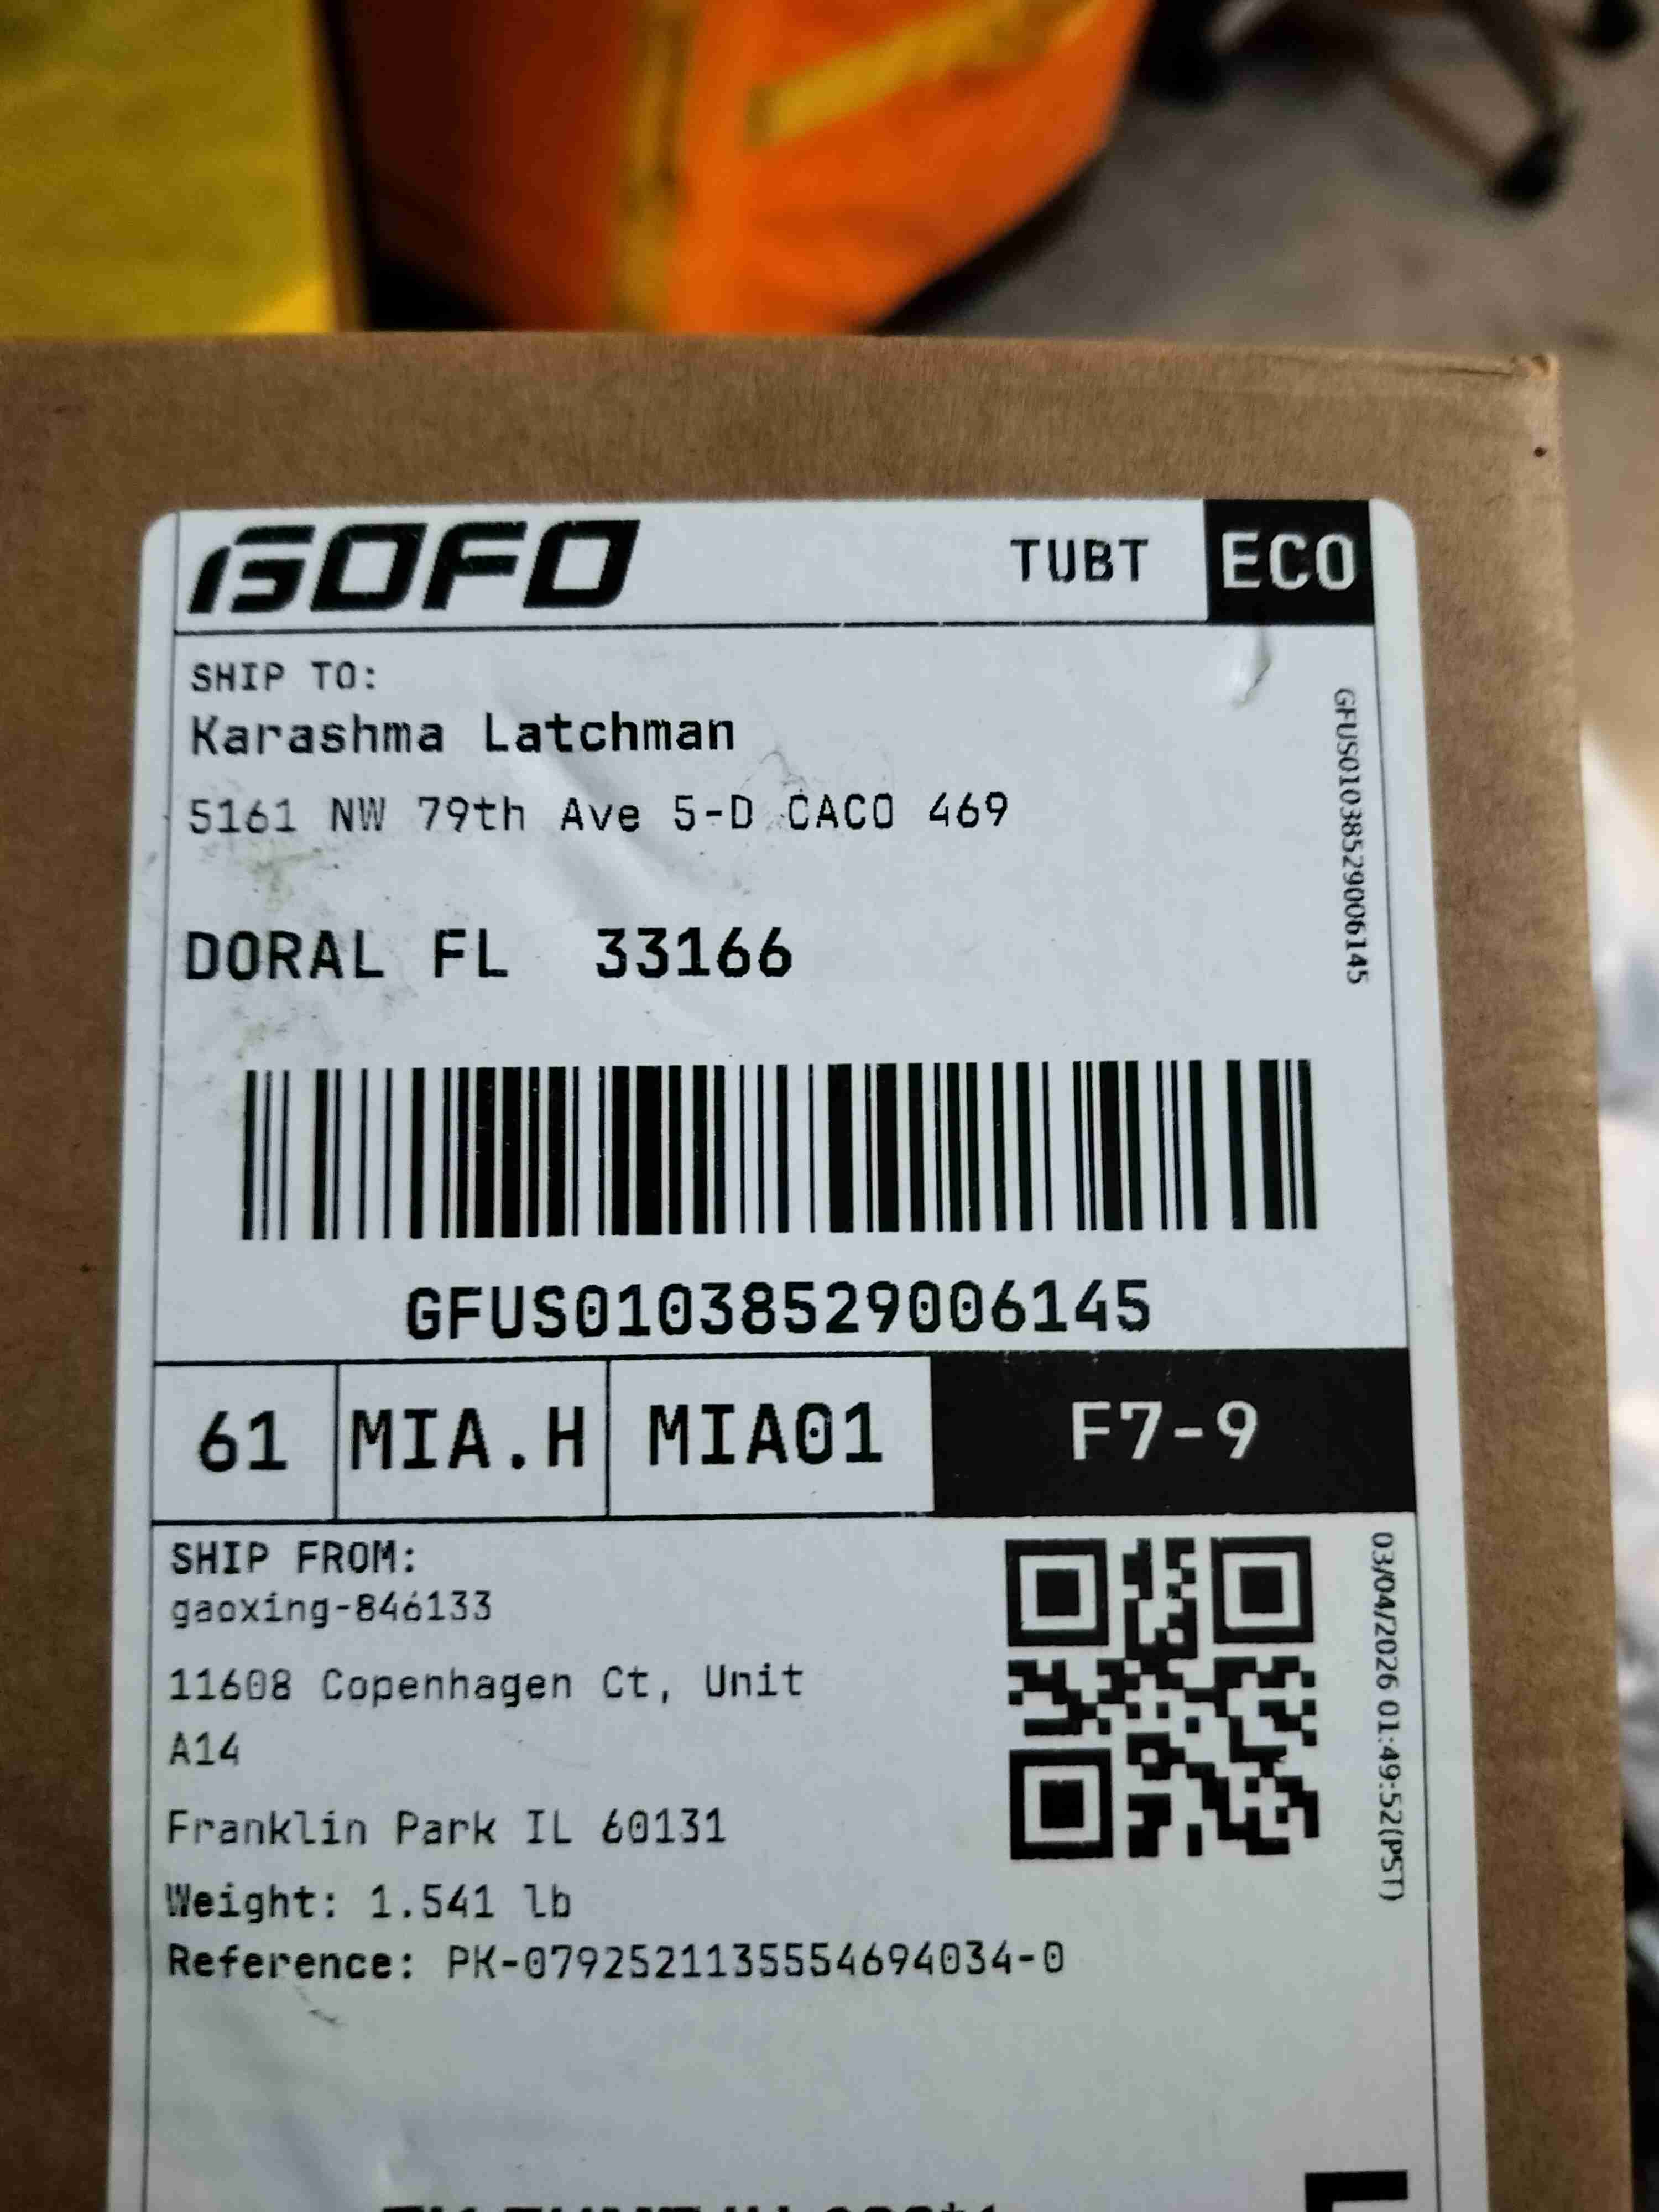 GOFO
TUBT
ECO
SHIP TO:
Karashma Latchman
5161 NW 79th Ave 5-D CACO 469
DORAL FL 33166
GFUS01038529006145
GFUS01038529006145
61
MIA.H
MIA01
F7-9
SHIP FROM:
gaoxing-846133
11608 Copenhagen Ct, Unit
A14
Franklin Park IL 60131
Weight: 1.541 lb
Reference: PK-0792521135554694034-0
03/04/2026 01:49:52(PST)